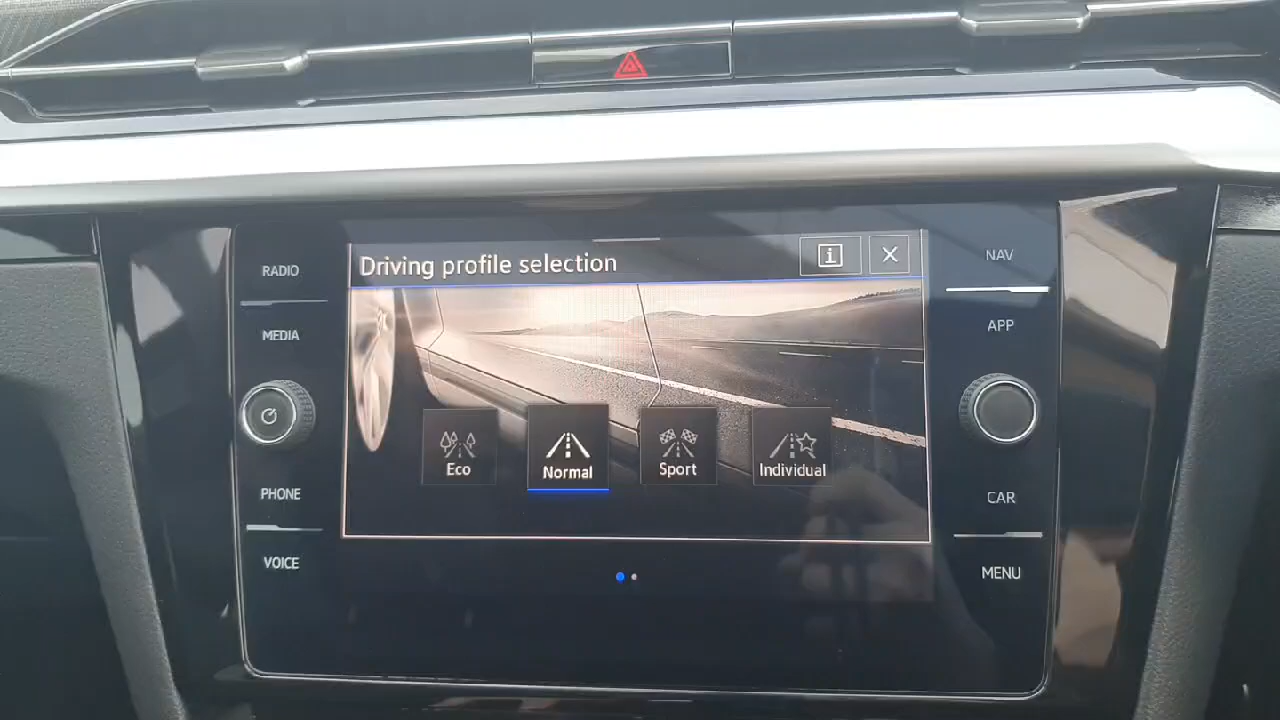 RADIO
MEDIA
PHONE
VOICE
Driving profile selection
i
Eco
Normal
Sport
Individual
NAV
APP
CAR
MENU